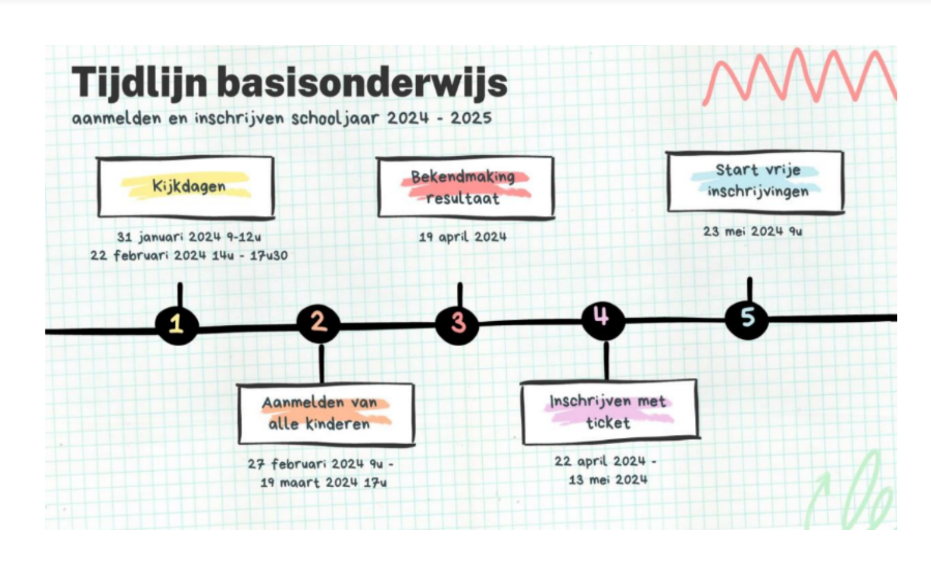 Tijdlijn basisonderwijs
aanmelden en inschrijven schooljaar 2024 - 2025
Kijkdagen
31 januari 2024 9-12u
22 februari 2024 14u - 17u30
Bekendmaking
resultaat
19 april 2024
Start vrije
inschrijvingen
23 mei 2024 9u
1
2
3
4
5
Aanmelden van
alle kinderen
27 februari 2024 9u -
19 maart 2024 17u
Inschrijven met
ticket
22 april 2024 -
13 mei 2024